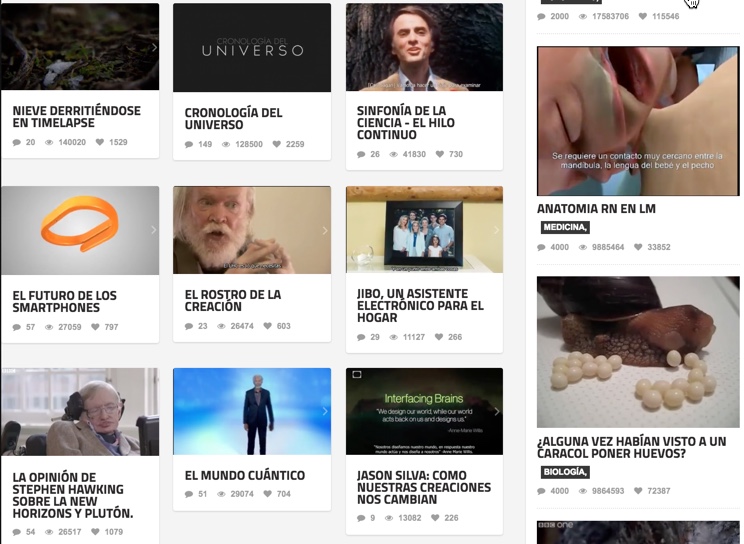 NIEVE DERRITIÉNDOSE
EN TIMELAPSE
20 140020 1529
CRONOLOGÍA DEL
UNIVERSO
CRONOLOGÍA DEL
UNIVERSO
149 128500 2259
SINFONÍA DE LA
CIENCIA - EL HILO
CONTINUO
26 41830 730
EL FUTURO DE LOS
SMARTPHONES
57 27059 797
EL ROSTRO DE LA
CREACIÓN
23 26474 603
JIBO, UN ASISTENTE
ELECTRÓNICO PARA EL
HOGAR
29 11127 266
LA OPINIÓN DE
STEPHEN HAWKING
SOBRE LA NEW
HORIZONS Y PLUTÓN.
54 26517 1079
EL MUNDO CUÁNTICO
51 29074 704
Interfacing Brains
"We design our world, while our world
acts back on us and designs us."
-Anne-Marie Willis
JASON SILVA: COMO
NUESTRAS CREACIONES
NOS CAMBIAN
9 13082 226
2000 17583706 115546
Se requiere un contacto muy cercano entre la
mandíbula, la lengua del bebé y el pecho
ANATOMIA RN EN LM
MEDICINA,
4000 9885464 33852
¿ALGUNA VEZ HABÍAN VISTO A UN
CARACOL PONER HUEVOS?
BIOLOGÍA,
4000 9864593 72387
BBC one